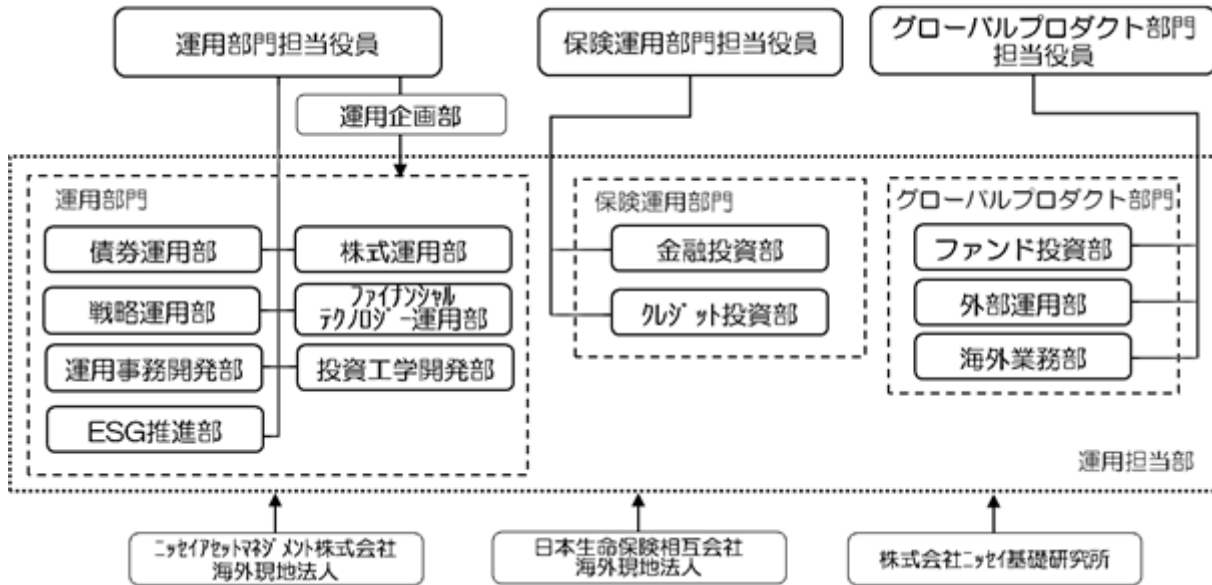 運用部門担当役員
保険運用部門担当役員
グローバルプロダクト部門
担当役員
運用企画部
運用部門
債券運用部
株式運用部
戦略運用部
ファイナンシャル
テクノロジー運用部
運用事務開発部
投資工学開発部
ESG推進部
保険運用部門
金融投資部
クレジット投資部
グローバルプロダクト部門
ファンド投資部
外部運用部
海外業務部
運用担当部
ニッセイアセットマネジメント株式会社
海外現地法人
日本生命保険相互会社
海外現地法人
株式会社ニッセイ基礎研究所